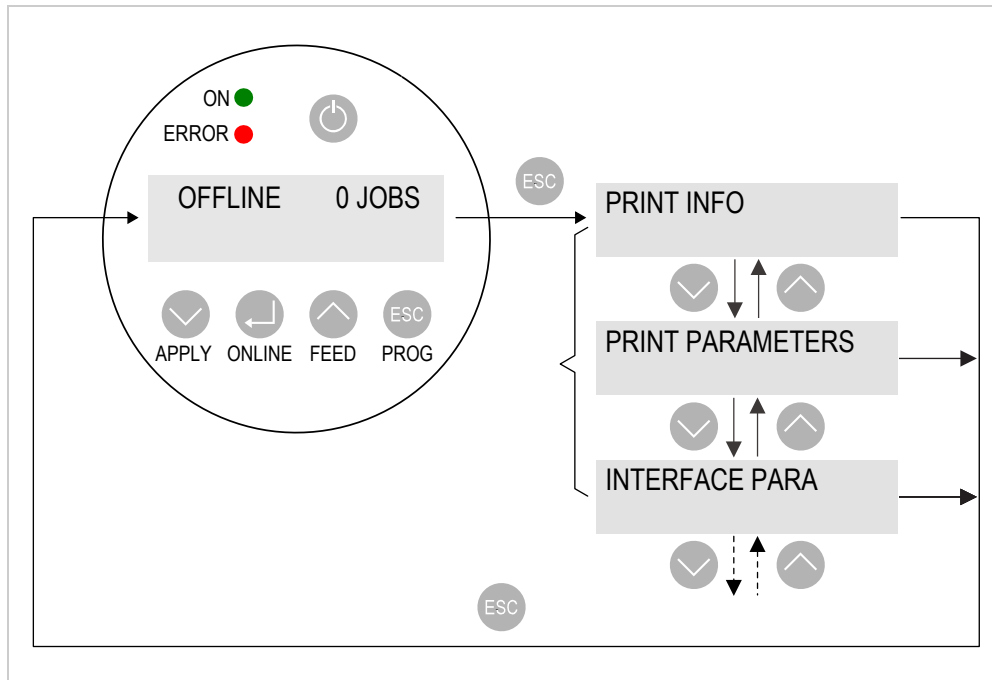 ON
ERROR
ESC
OFFLINE 0 JOBS
PRINT INFO
ESC
APPLY ONLINE FEED PROG
PRINT PARAMETERS
INTERFACE PARA
ESC